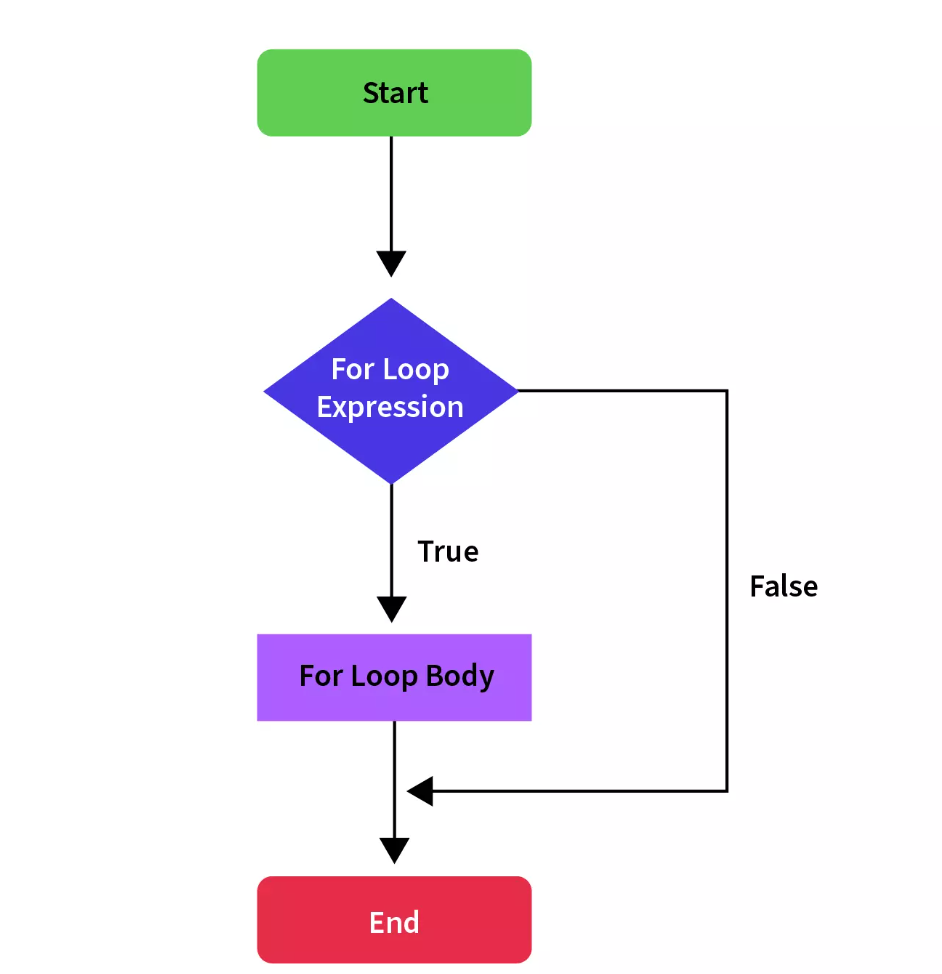 Start
For Loop
Expression
True
False
For Loop Body
End